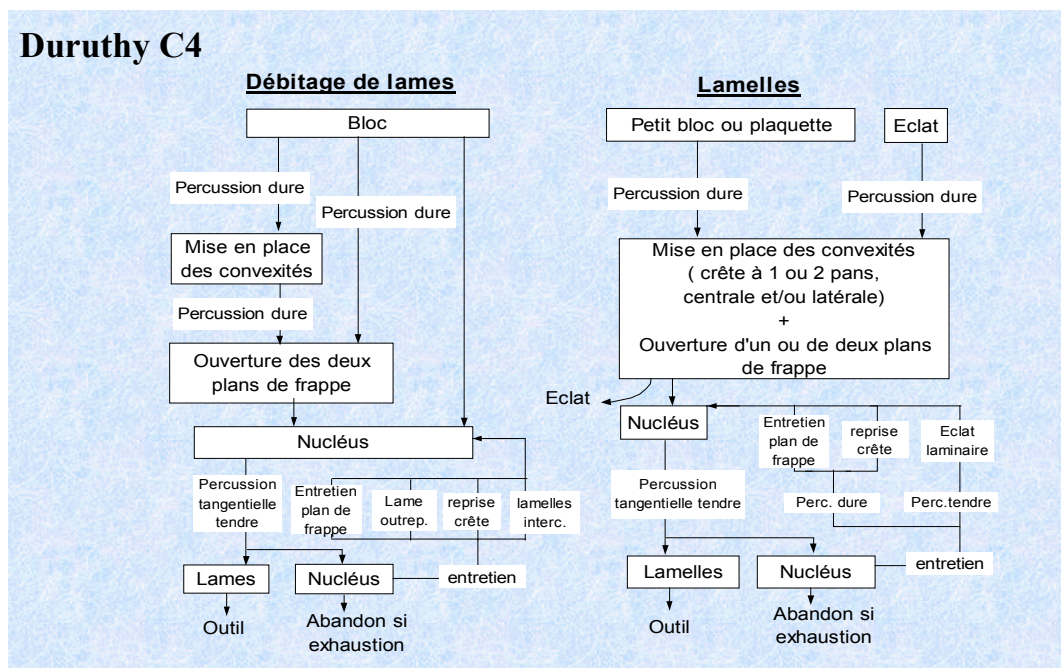 Duruthy C4
Débitage de lames
Bloc
Percussion dure
Percussion dure
Mise en place
des convexités
Percussion dure
Ouverture des deux
plans de frappe
Nucléus
Percussion
tangentielle
tendre
Entretien
plan de
frappe
Lame
outrep.
reprise
crête
lamelles
interc.
Lames
Nucléus
entretien
Outil
Abandon si
exhaustion
Lamelles
Petit bloc ou plaquette
Eclat
Percussion dure
Percussion dure
Mise en place des convexités
( crête à 1 ou 2 pans,
centrale et/ou latérale)
+
Ouverture d'un ou de deux plans
de frappe
Eclat
Nucléus
Entretien
plan de
frappe
reprise
crête
Eclat
laminaire
Percussion
tangentielle tendre
Perc. dure
Perc.tendre
Lamelles
Nucléus
entretien
Outil
Abandon si
exhaustion